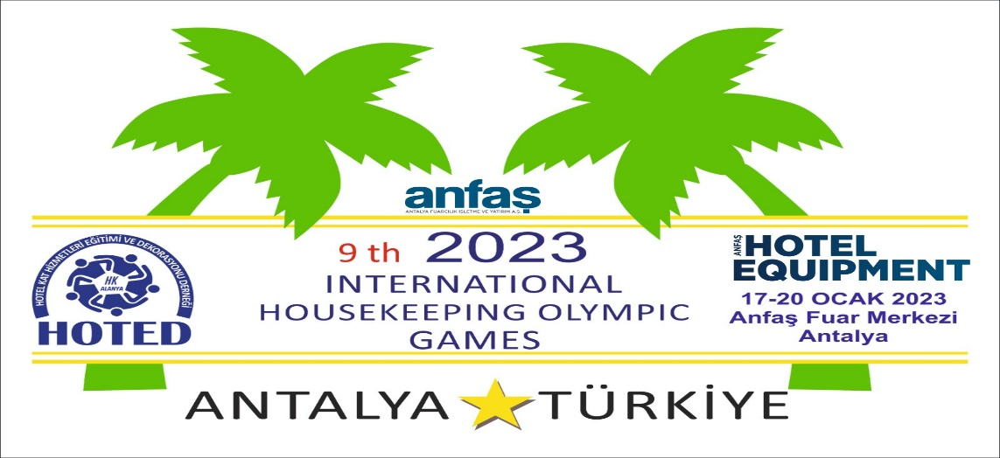 anfaş
ANTALYA FUARCILIK İŞLETME VE YATIRIM A.Ş.
HOTEL KAT HİZMETLERİ EĞİTİMİ VE DEKORASYONU DERNEĞİ
HK
ALANYA
HOTED
9 th 2023
INTERNATIONAL
HOUSEKEEPING OLYMPIC
GAMES
ANFAŞ
HOTEL
EQUIPMENT
17-20 OCAK 2023
Anfaş Fuar Merkezi
Antalya
ANTALYA TÜRKİYE